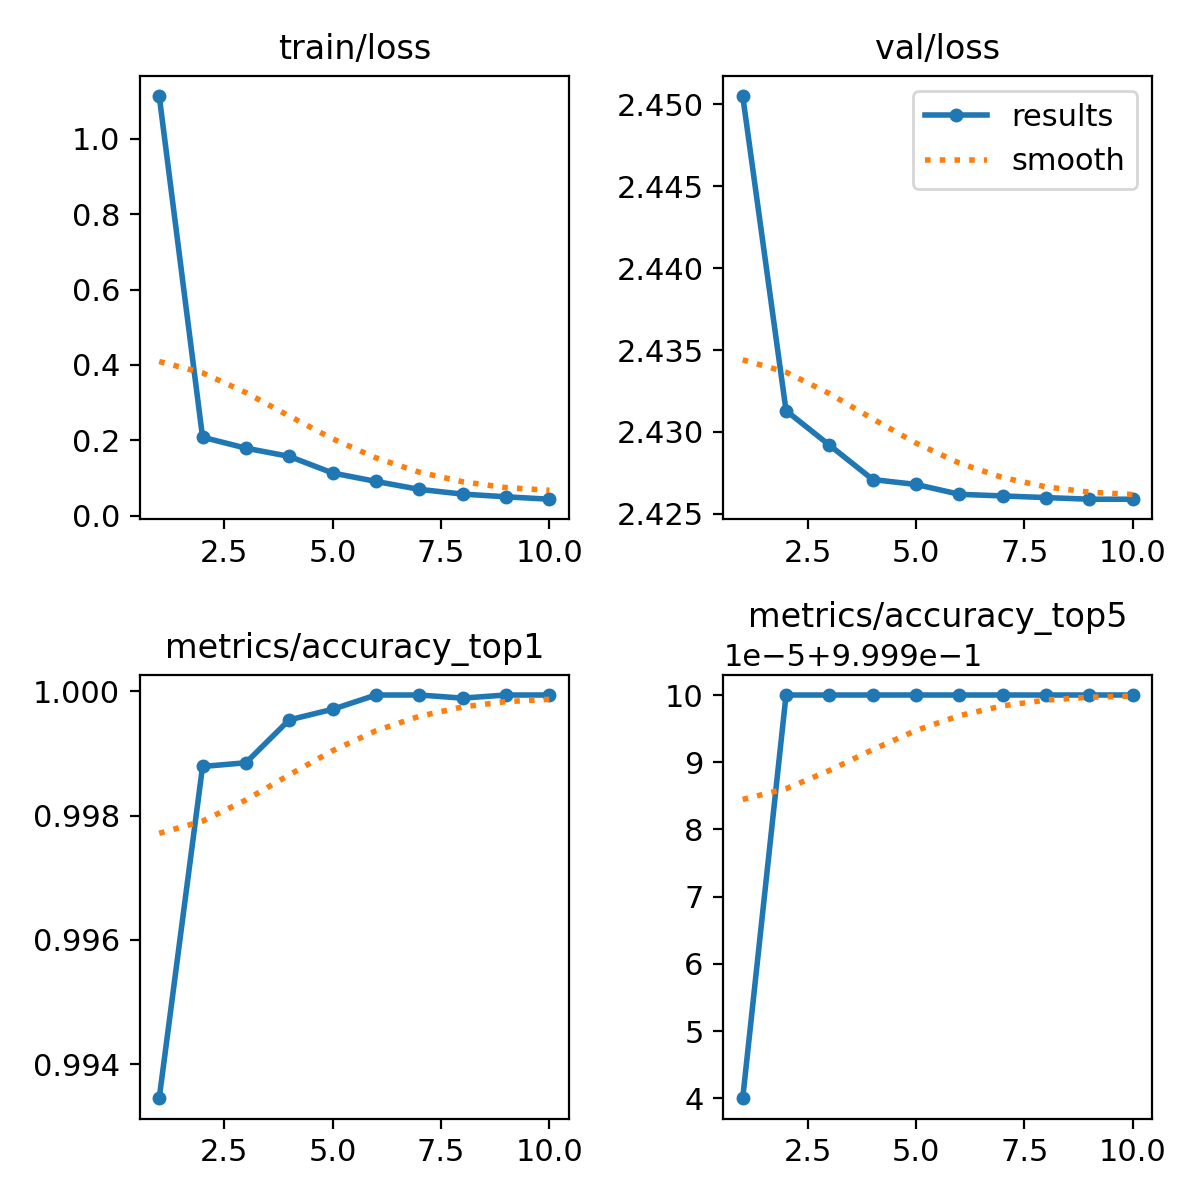 train/loss
1.0
0.8
0.6
0.4
0.2
0.0
2.5 5.0 7.5 10.0
val/loss
results
smooth
2.450
2.445
2.440
2.435
2.430
2.425
2.5 5.0 7.5 10.0
metrics/accuracy_top1
1.000
0.998
0.996
0.994
2.5 5.0 7.5 10.0
metrics/accuracy_top5
1e−5+9.999e−1
10
9
8
7
6
5
4
2.5 5.0 7.5 10.0